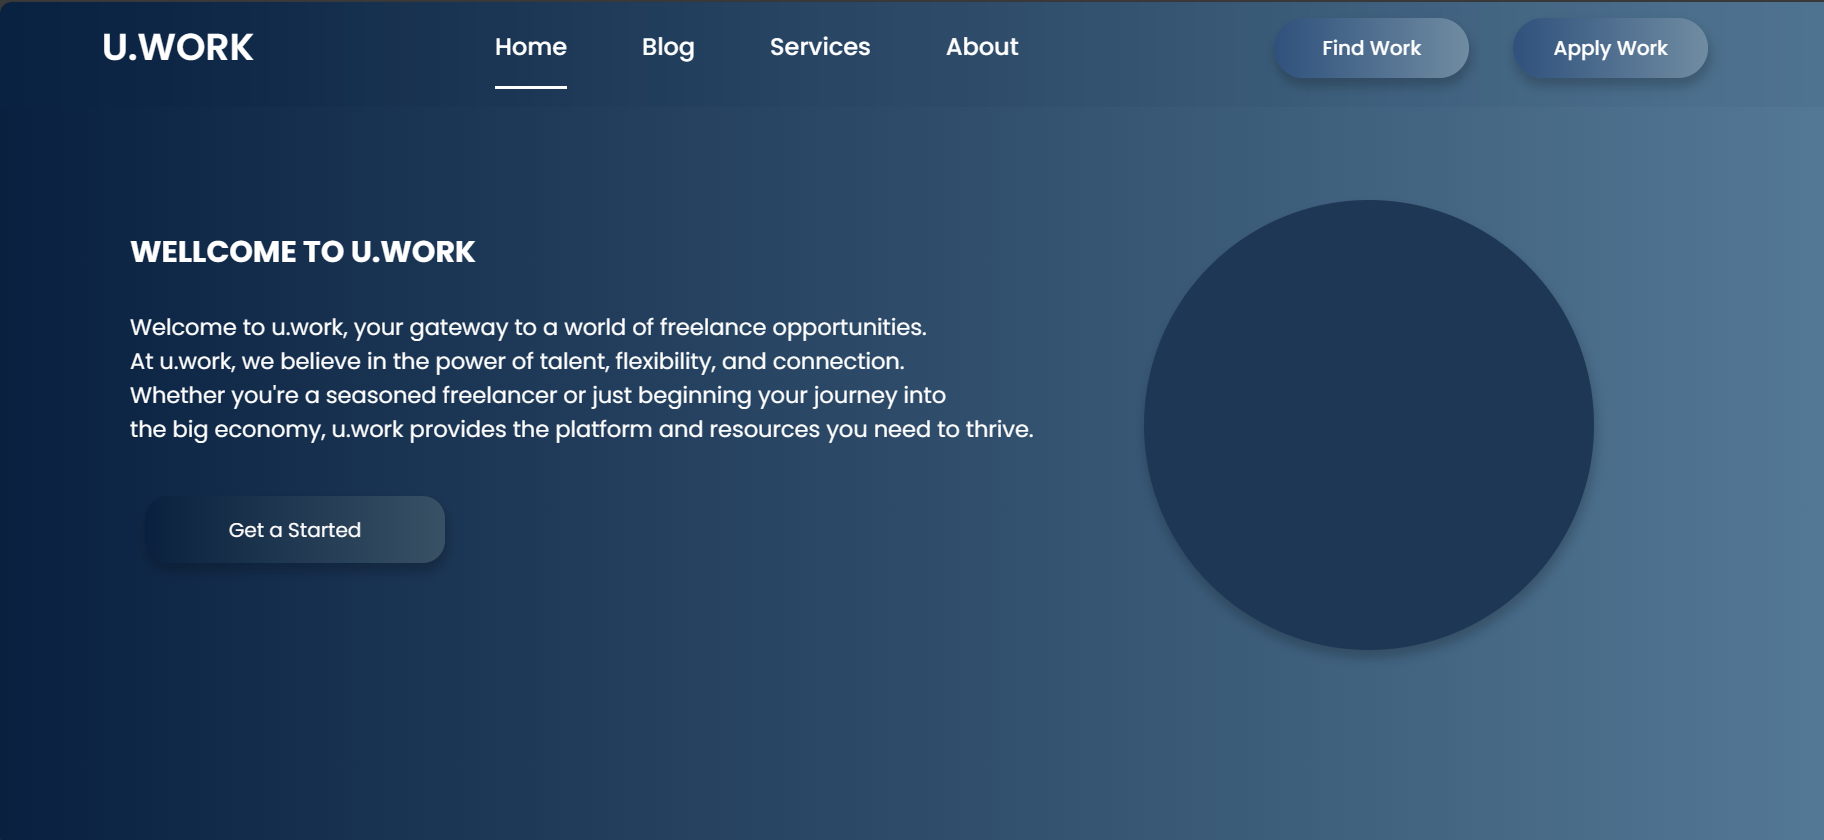 U.WORK
Home
Blog
Services
About
Find Work
Apply Work
WELLCOME TO U.WORK
Welcome to u.work, your gateway to a world of freelance opportunities.
At u.work, we believe in the power of talent, flexibility, and connection.
Whether you're a seasoned freelancer or just beginning your journey into
the big economy, u.work provides the platform and resources you need to thrive.
Get a Started